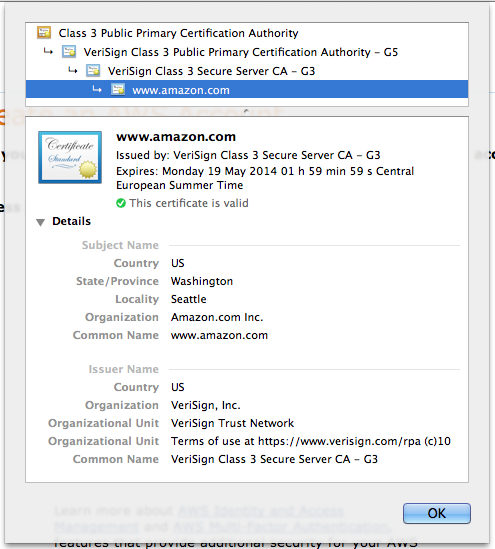 Class 3 Public Primary Certification Authority
VeriSign Class 3 Public Primary Certification Authority – G5
VeriSign Class 3 Secure Server CA – G3
www.amazon.com
eate an AWS Account
Certificate
Standard
www.amazon.com
Issued by: VeriSign Class 3 Secure Server CA – G3
Expires: Monday 19 May 2014 01 h 59 min 59 s Central
European Summer Time
This certificate is valid
Details
Subject Name
Country US
State/Province Washington
Locality Seattle
Organization Amazon.com Inc.
Common Name www.amazon.com
Issuer Name
Country US
Organization VeriSign, Inc.
Organizational Unit VeriSign Trust Network
Organizational Unit Terms of use at https://www.verisign.com/rpa (c)10
Common Name VeriSign Class 3 Secure Server CA – G3
OK
Learn more about AWS Identity and Access
Management and AWS Multi-Factor Authentication,
features that provide additional security for your AWS